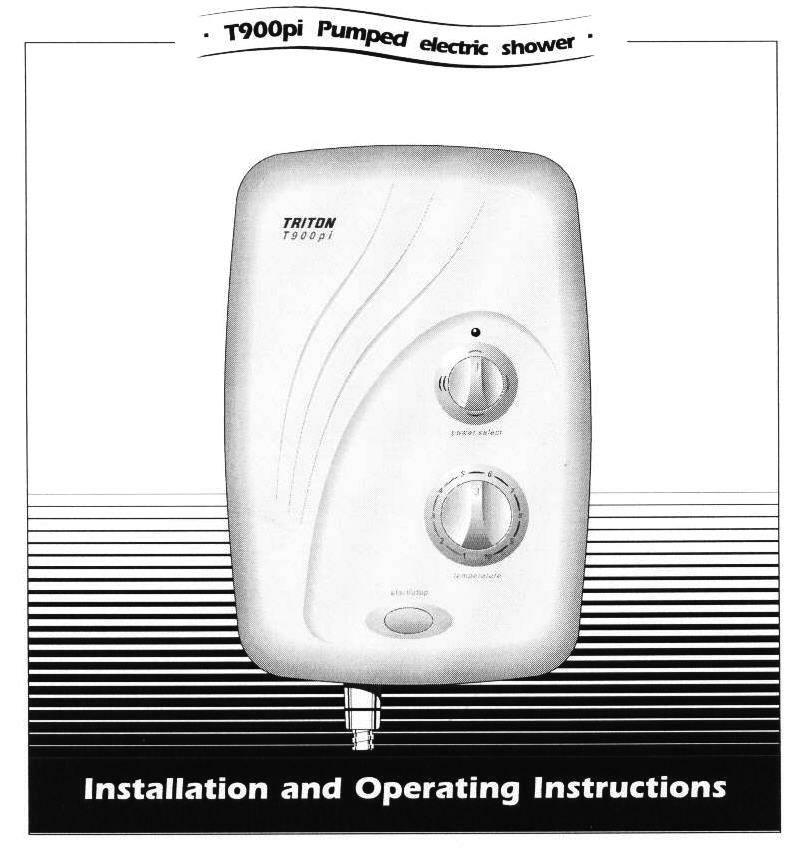 · T900pi Pumped electric shower ·
TRITON
T900pi
power select
temperature
start/stop
Installation and Operating Instructions